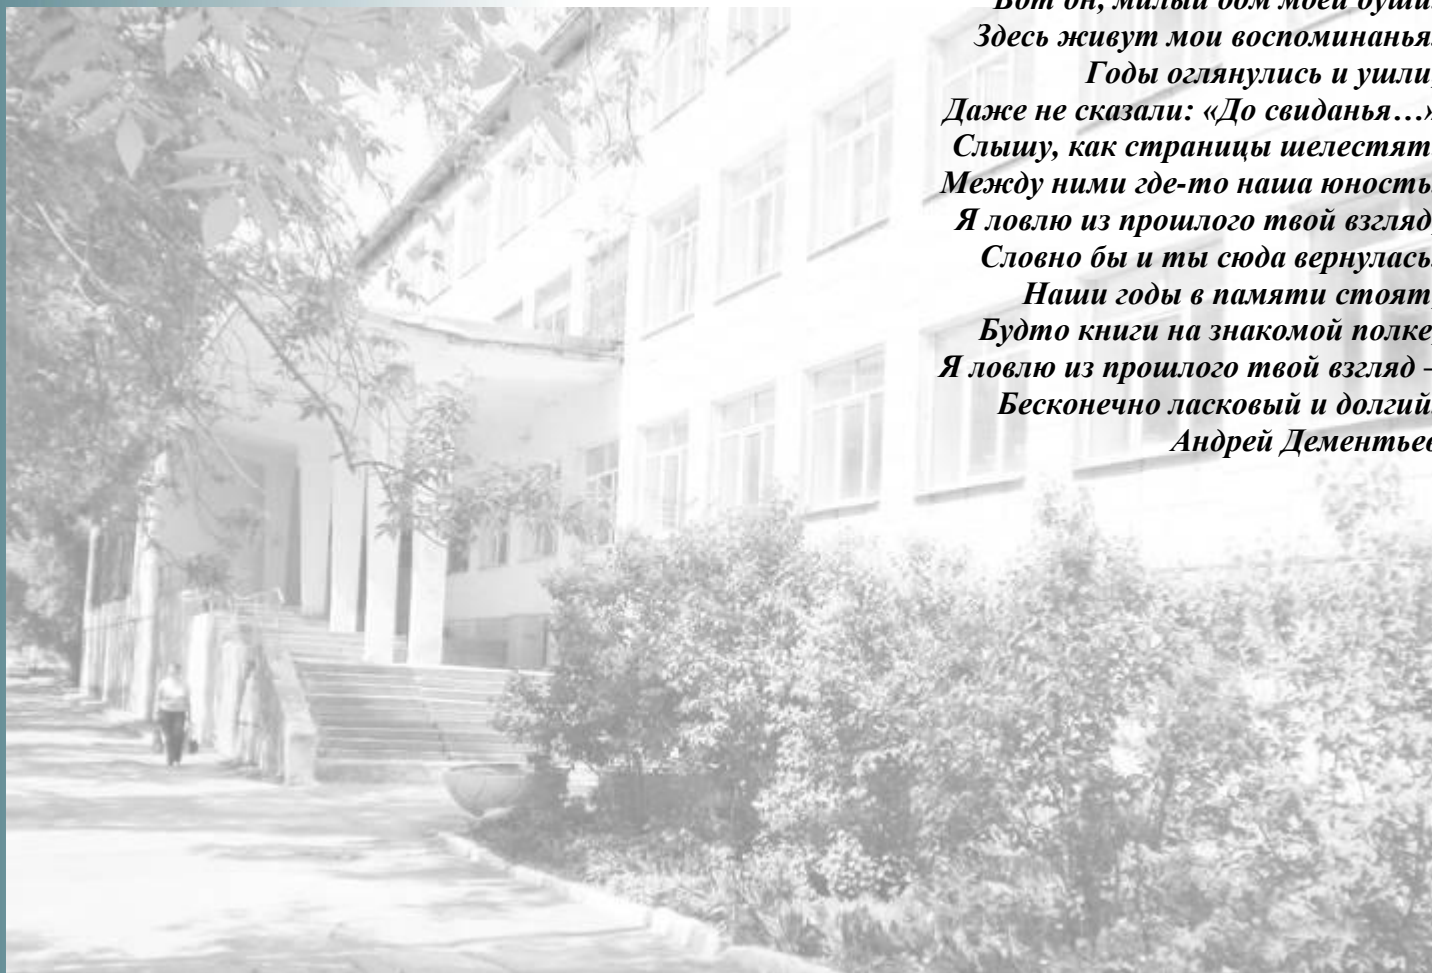 Вот он, милый дом моей души.
Здесь живут мои воспоминанья.
Годы оглянулись и ушли,
Даже не сказали: «До свиданья…»
Слышу, как страницы шелестят.
Между ними где-то наша юность.
Я ловлю из прошлого твой взгляд,
Словно бы и ты сюда вернулась.
Наши годы в памяти стоят,
Будто книги на знакомой полке,
Я ловлю из прошлого твой взгляд –
Бесконечно ласковый и долгий.
Андрей Дементьев